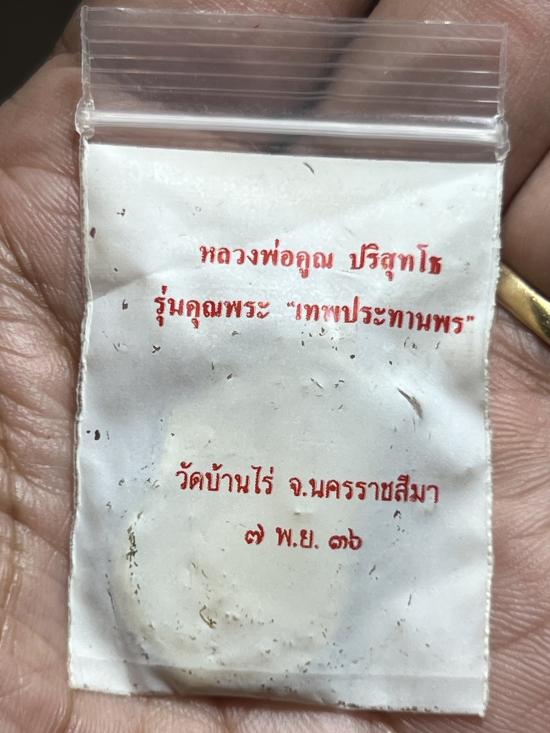 หลวงพ่อคูณ ปริสุทโธ
รุ่นคุณพระ "เทพประทานพร"
วัดบ้านไร่ จ.นครราชสีมา
๗ พ.ย. ๓๖